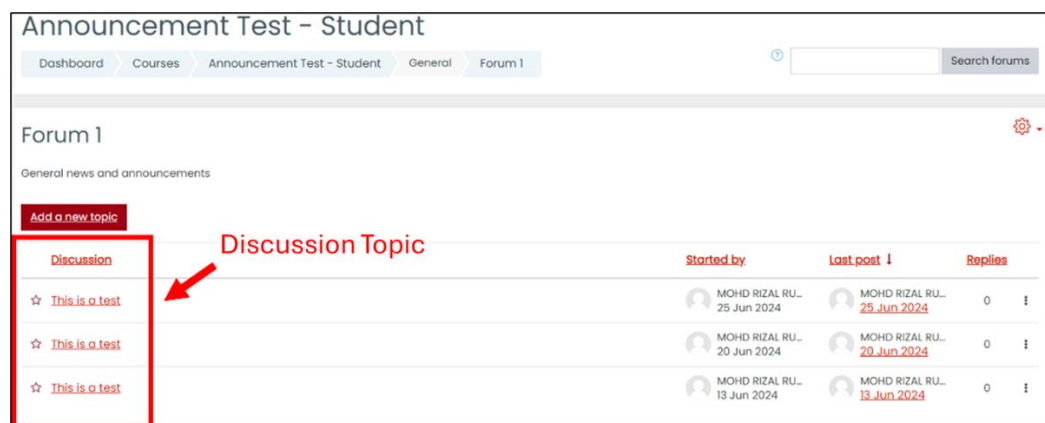 Announcement Test - Student
Dashboard Courses Announcement Test - Student General Forum 1
Search forums
Forum 1
General news and announcements
Add a new topic
Discussion Topic
Discussion Started by Last post Replies
This is a test MOHD RIZAL RU... MOHD RIZAL RU... 0
25 Jun 2024 25 Jun 2024
This is a test MOHD RIZAL RU... MOHD RIZAL RU... 0
20 Jun 2024 20 Jun 2024
This is a test MOHD RIZAL RU... MOHD RIZAL RU... 0
13 Jun 2024 13 Jun 2024